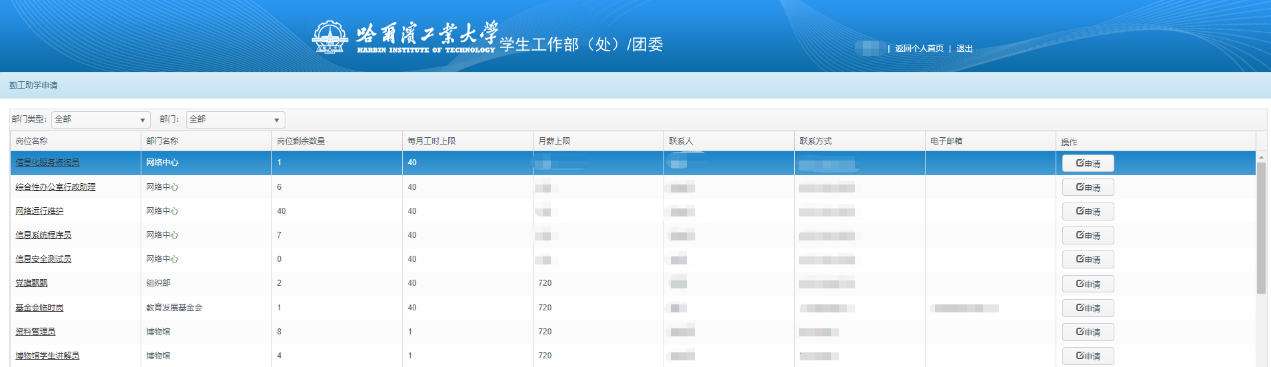 哈尔滨工业大学 学生工作部（处）/团委
HARBIN INSTITUTE OF TECHNOLOGY
| 返回个人首页 | 退出
勤工助学申请
部门类型： 全部 部门： 全部
岗位名称 部门名称 岗位剩余数量 每月工时上限 月薪上限 联系人 联系方式 电子邮箱 操作
信息化服务咨询员 网络中心 1 40 申请
综合性办公室行政助理 网络中心 6 40 申请
网络运行维护 网络中心 40 40 申请
信息系统程序员 网络中心 7 40 申请
信息安全测试员 网络中心 0 40 申请
党旗飘飘 组织部 2 40 720 申请
基金会临时岗 教育发展基金会 1 40 720 申请
资料管理员 博物馆 8 1 720 申请
博物馆学生讲解员 博物馆 4 1 720 申请